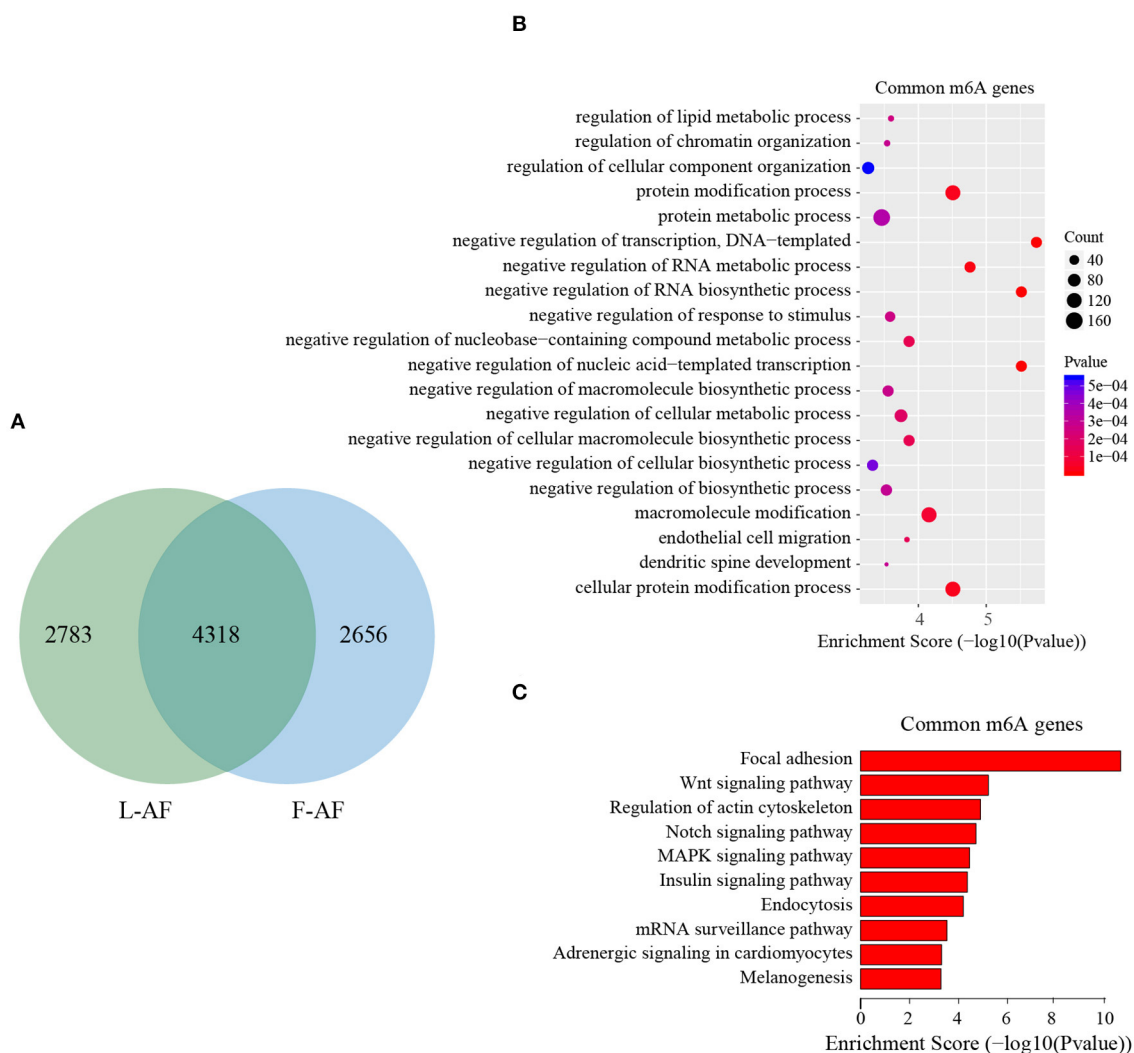 B
Common m6A genes
regulation of lipid metabolic process
regulation of chromatin organization
regulation of cellular component organization
protein modification process
protein metabolic process
negative regulation of transcription, DNA−templated
negative regulation of RNA metabolic process
negative regulation of RNA biosynthetic process
negative regulation of response to stimulus
negative regulation of nucleobase−containing compound metabolic process
negative regulation of nucleic acid−templated transcription
negative regulation of macromolecule biosynthetic process
negative regulation of cellular metabolic process
negative regulation of cellular macromolecule biosynthetic process
negative regulation of cellular biosynthetic process
negative regulation of biosynthetic process
macromolecule modification
endothelial cell migration
dendritic spine development
cellular protein modification process
4 5
Enrichment Score (−log10(Pvalue))
Count
40
80
120
160
Pvalue
5e−04
4e−04
3e−04
2e−04
1e−04
A
2783 4318 2656
L-AF F-AF
C
Common m6A genes
Focal adhesion
Wnt signaling pathway
Regulation of actin cytoskeleton
Notch signaling pathway
MAPK signaling pathway
Insulin signaling pathway
Endocytosis
mRNA surveillance pathway
Adrenergic signaling in cardiomyocytes
Melanogenesis
0 2 4 6 8 10
Enrichment Score (−log10(Pvalue))